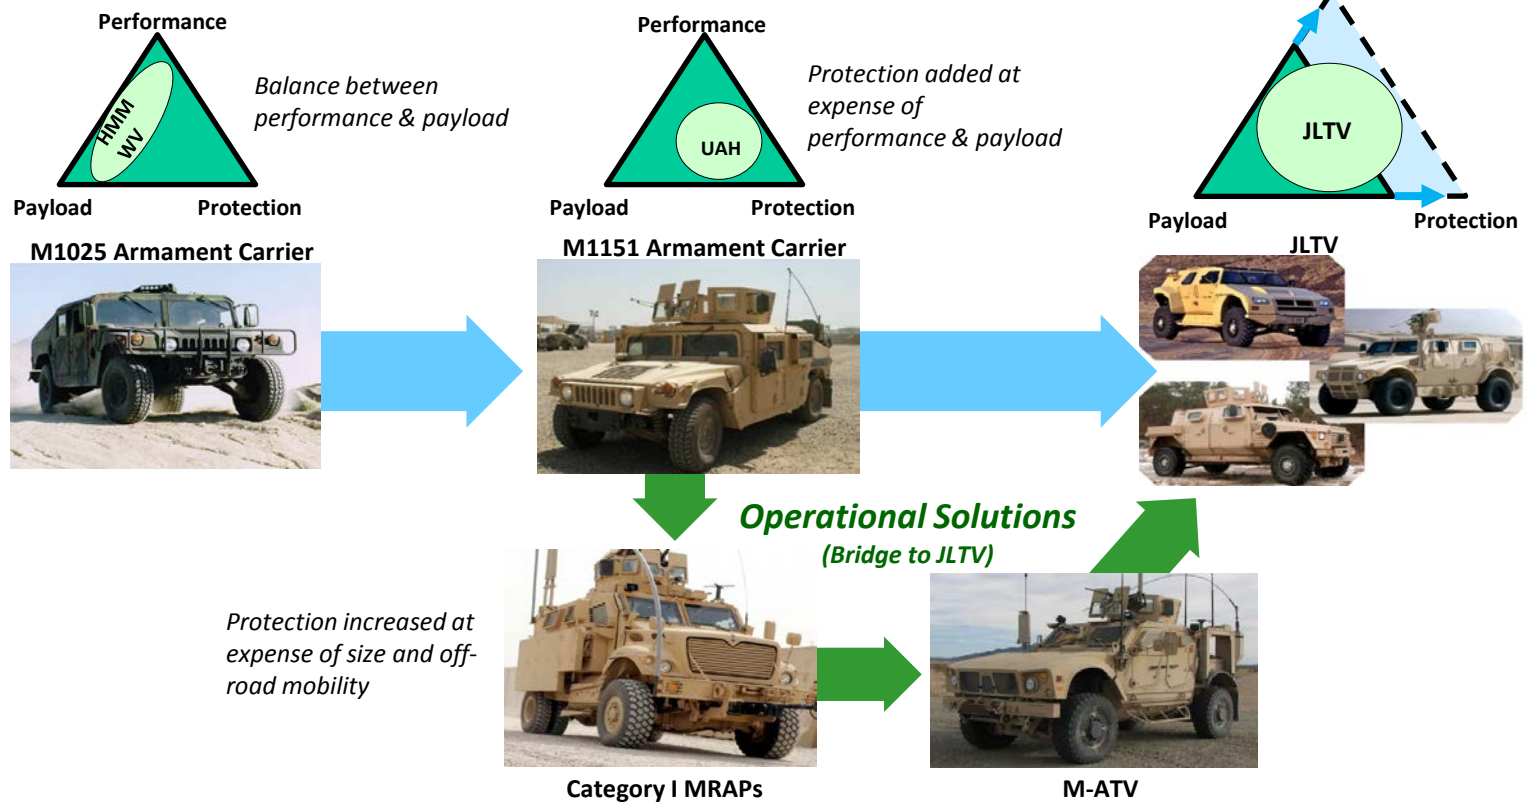 Performance
HMM
WV
Payload
Protection
Balance between
performance & payload
M1025 Armament Carrier
Performance
UAH
Payload
Protection
Protection added at
expense of
performance & payload
M1151 Armament Carrier
JLTV
Payload
Protection
JLTV
Operational Solutions
(Bridge to JLTV)
Protection increased at
expense of size and off-
road mobility
Category I MRAPs
M-ATV